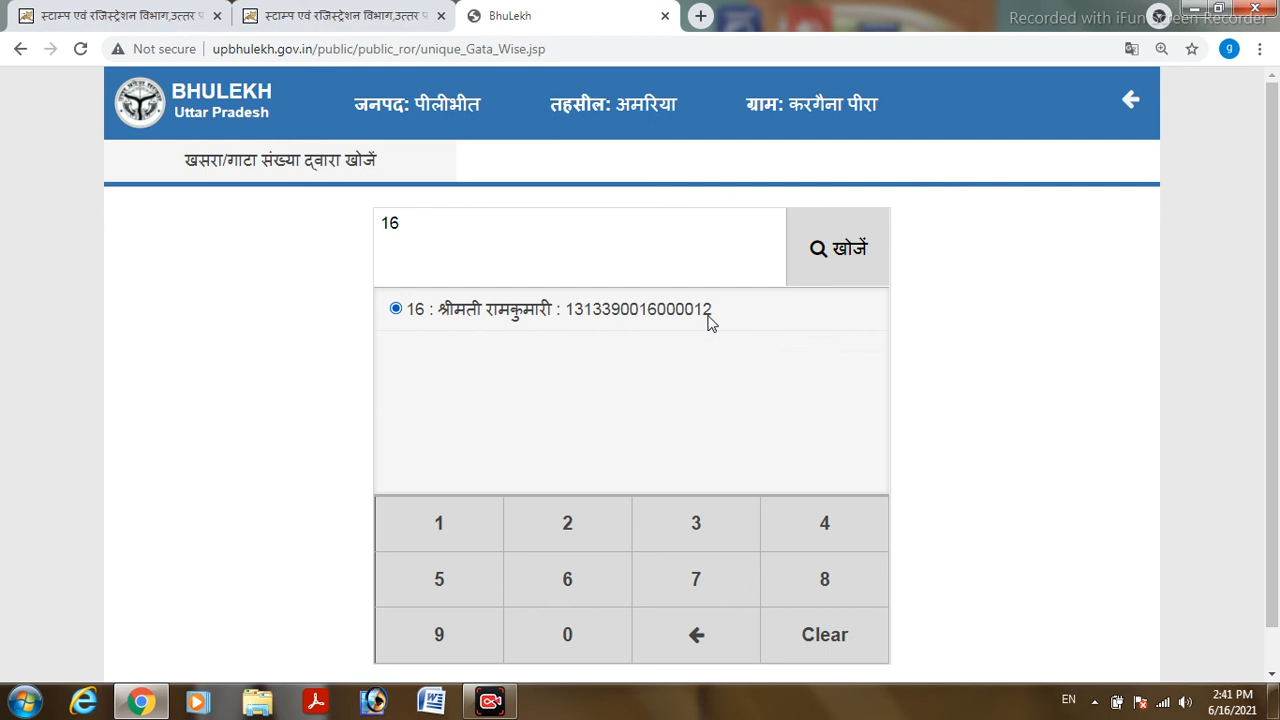 स्टाम्प एवं रजिस्ट्रेशन विभाग,उत्तर प्र
स्टाम्प एवं रजिस्ट्रेशन विभाग,उत्तर प्र
BhuLekh
Recorded with iFun Screen Recorder
Not secure
upbhulekh.gov.in/public/public_ror/unique_Gata_Wise.jsp
9
BHULEKH
Uttar Pradesh
जनपद: पीलीभीत
तहसील: अमरिया
ग्राम: करगैना पीरा
खसरा/गाटा संख्या द्वारा खोजें
16
खोजें
16 : श्रीमती रामकुमारी : 1313390016000012
1 2 3 4
5 6 7 8
9 0 Clear
EN
2:41 PM
6/16/2021